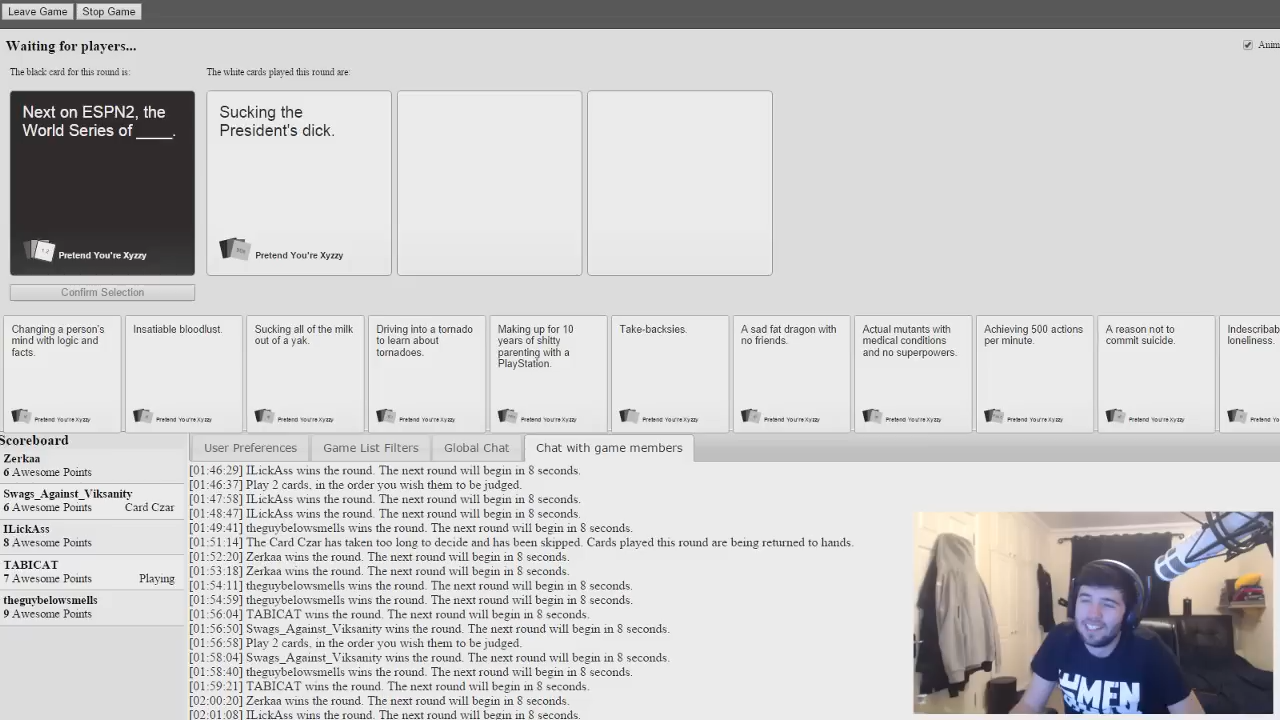 Leave Game Stop Game
Waiting for players...
Anim
The black card for this round is:
The white cards played this round are:
Next on ESPN2, the
World Series of ____.
Pretend You're Xyzzy
Sucking the
President's dick.
Pretend You're Xyzzy
Confirm Selection
Changing a person's
mind with logic and
facts.
Pretend You're Xyzzy
Insatiable bloodlust.
Pretend You're Xyzzy
Sucking all of the milk
out of a yak.
Pretend You're Xyzzy
Driving into a tornado
to learn about
tornadoes.
Pretend You're Xyzzy
Making up for 10
years of shitty
parenting with a
PlayStation.
Pretend You're Xyzzy
Take-backsies.
Pretend You're Xyzzy
A sad fat dragon with
no friends.
Pretend You're Xyzzy
Actual mutants with
medical conditions
and no superpowers.
Pretend You're Xyzzy
Achieving 500 actions
per minute.
Pretend You're Xyzzy
A reason not to
commit suicide.
Pretend You're Xyzzy
Indescribab
loneliness.
Pretend
Scoreboard
Zerkaa
6 Awesome Points
Swags_Against_Viksanity
6 Awesome Points Card Czar
ILickAss
8 Awesome Points
TABICAT
7 Awesome Points Playing
theguybelowsmells
9 Awesome Points
User Preferences Game List Filters Global Chat Chat with game members
[01:46:29] ILickAss wins the round. The next round will begin in 8 seconds.
[01:46:37] Play 2 cards, in the order you wish them to be judged.
[01:47:58] ILickAss wins the round. The next round will begin in 8 seconds.
[01:48:47] ILickAss wins the round. The next round will begin in 8 seconds.
[01:49:41] theguybelowsmells wins the round. The next round will begin in 8 seconds.
[01:51:14] The Card Czar has taken too long to decide and has been skipped. Cards played this round are being returned to hands.
[01:52:20] Zerkaa wins the round. The next round will begin in 8 seconds.
[01:53:18] Zerkaa wins the round. The next round will begin in 8 seconds.
[01:54:11] theguybelowsmells wins the round. The next round will begin in 8 seconds.
[01:54:59] theguybelowsmells wins the round. The next round will begin in 8 seconds.
[01:56:04] TABICAT wins the round. The next round will begin in 8 seconds.
[01:56:50] Swags_Against_Viksanity wins the round. The next round will begin in 8 seconds.
[01:56:58] Play 2 cards, in the order you wish them to be judged.
[01:58:04] Swags_Against_Viksanity wins the round. The next round will begin in 8 seconds.
[01:58:40] theguybelowsmells wins the round. The next round will begin in 8 seconds.
[01:59:21] TABICAT wins the round. The next round will begin in 8 seconds.
[02:00:20] Zerkaa wins the round. The next round will begin in 8 seconds.
[02:01:08] ILickAss wins the round. The next round will begin in 8 seconds.